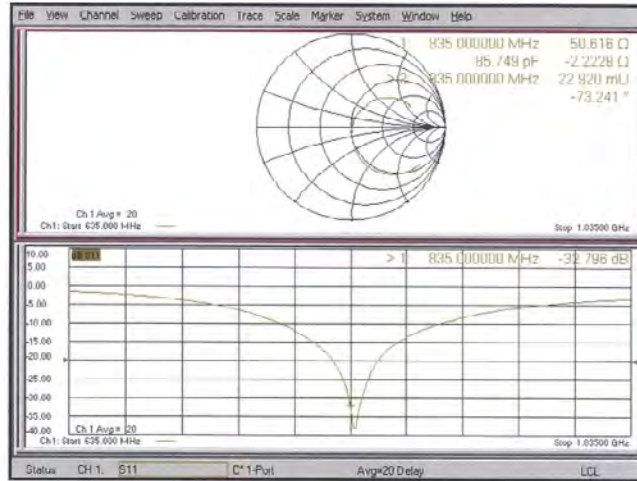 File View Channel Sweep Calibration Trace Scale Marker System Window Help
1 835.000000 MHz 50.616 Ω
85.749 pF -2.2228 Ω
> 2 835.000000 MHz 22.920 mU
-73.241 °
Ch 1 Avg = 20
Ch1: Start 635.000 MHz
Stop 1.03500 GHz
10.00
5.00
0.00
-5.00
-10.00
-15.00
-20.00
-25.00
-30.00
-35.00
-40.00
> 1 835.000000 MHz -32.796 dB
Ch 1 Avg = 20
Ch1: Start 635.000 MHz
Stop 1.03500 GHz
Status CH 1: S11 C* 1-Port Avg=20 Delay LCL